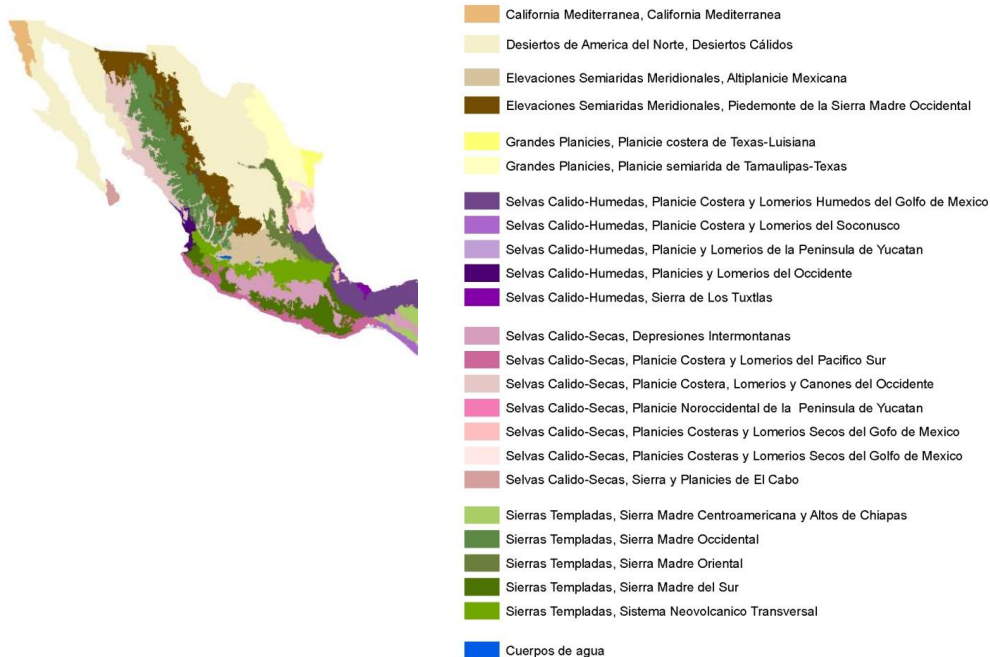 California Mediterranea, California Mediterranea
Desiertos de America del Norte, Desiertos Cálidos
Elevaciones Semiaridas Meridionales, Altiplanicie Mexicana
Elevaciones Semiaridas Meridionales, Piedemonte de la Sierra Madre Occidental
Grandes Planicies, Planicie costera de Texas-Luisiana
Grandes Planicies, Planicie semiarida de Tamaulipas-Texas
Selvas Calido-Humedas, Planicie Costera y Lomerios Humedos del Golfo de Mexico
Selvas Calido-Humedas, Planicie Costera y Lomerios del Soconusco
Selvas Calido-Humedas, Planicie y Lomerios de la Peninsula de Yucatan
Selvas Calido-Humedas, Planicies y Lomerios del Occidente
Selvas Calido-Humedas, Sierra de Los Tuxtlas
Selvas Calido-Secas, Depresiones Intermontanas
Selvas Calido-Secas, Planicie Costera y Lomerios del Pacifico Sur
Selvas Calido-Secas, Planicie Costera, Lomerios y Canones del Occidente
Selvas Calido-Secas, Planicie Noroccidental de la Peninsula de Yucatan
Selvas Calido-Secas, Planicies Costeras y Lomerios Secos del Gofo de Mexico
Selvas Calido-Secas, Planicies Costeras y Lomerios Secos del Golfo de Mexico
Selvas Calido-Secas, Sierra y Planicies de El Cabo
Sierras Templadas, Sierra Madre Centroamericana y Altos de Chiapas
Sierras Templadas, Sierra Madre Occidental
Sierras Templadas, Sierra Madre Oriental
Sierras Templadas, Sierra Madre del Sur
Sierras Templadas, Sistema Neovolcanico Transversal
Cuerpos de agua